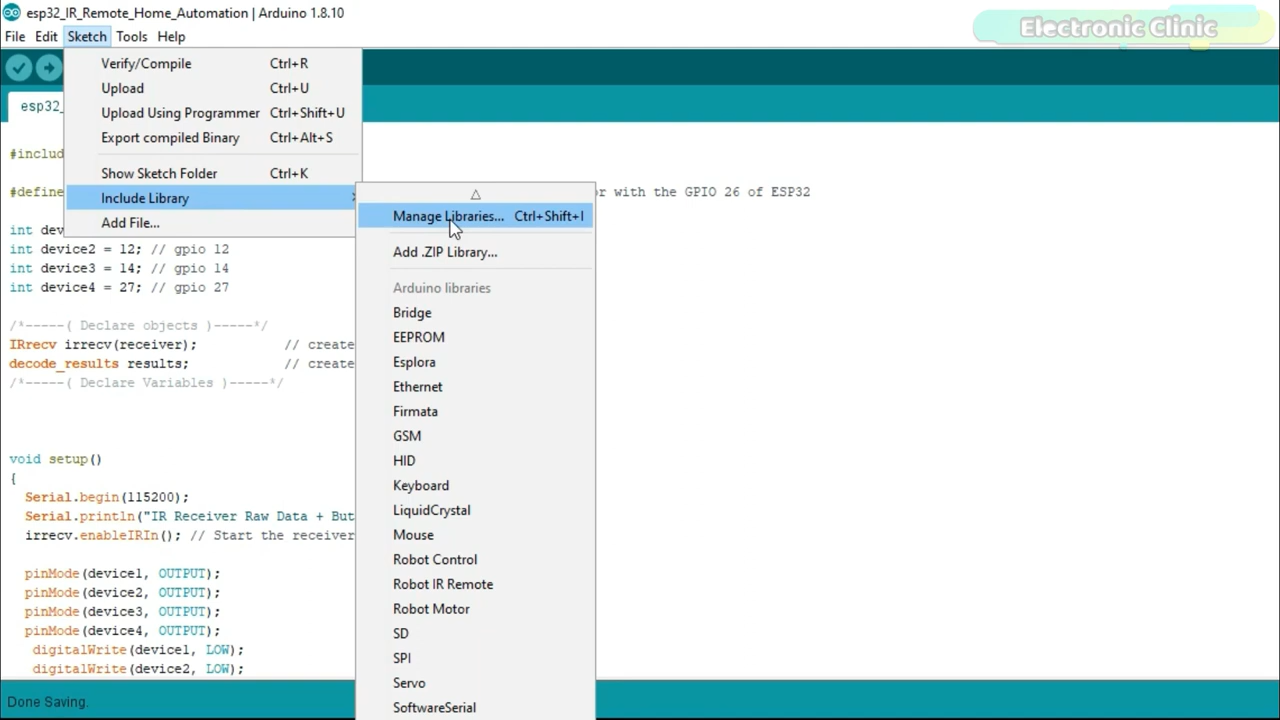 esp32_IR_Remote_Home_Automation | Arduino 1.8.10
Electronic Clinic
File Edit Sketch Tools Help
Verify/Compile Ctrl+R
Upload Ctrl+U
Upload Using Programmer Ctrl+Shift+U
Export compiled Binary Ctrl+Alt+S
Show Sketch Folder Ctrl+K
Include Library
Add File...
Manage Libraries... Ctrl+Shift+I
Add .ZIP Library...
Arduino libraries
Bridge
EEPROM
Esplora
Ethernet
Firmata
GSM
HID
Keyboard
LiquidCrystal
Mouse
Robot Control
Robot IR Remote
Robot Motor
SD
SPI
Servo
SoftwareSerial
esp32_
#includ
#define or with the GPIO 26 of ESP32
int dev
int device2 = 12; // gpio 12
int device3 = 14; // gpio 14
int device4 = 27; // gpio 27
/*-----( Declare objects )-----*/
IRrecv irrecv(receiver); // create
decode_results results; // create
/*-----( Declare Variables )-----*/
void setup()
{
Serial.begin(115200);
Serial.println("IR Receiver Raw Data + But
irrecv.enableIRIn(); // Start the receiver
pinMode(device1, OUTPUT);
pinMode(device2, OUTPUT);
pinMode(device3, OUTPUT);
pinMode(device4, OUTPUT);
digitalWrite(device1, LOW);
digitalWrite(device2, LOW);
Done Saving.